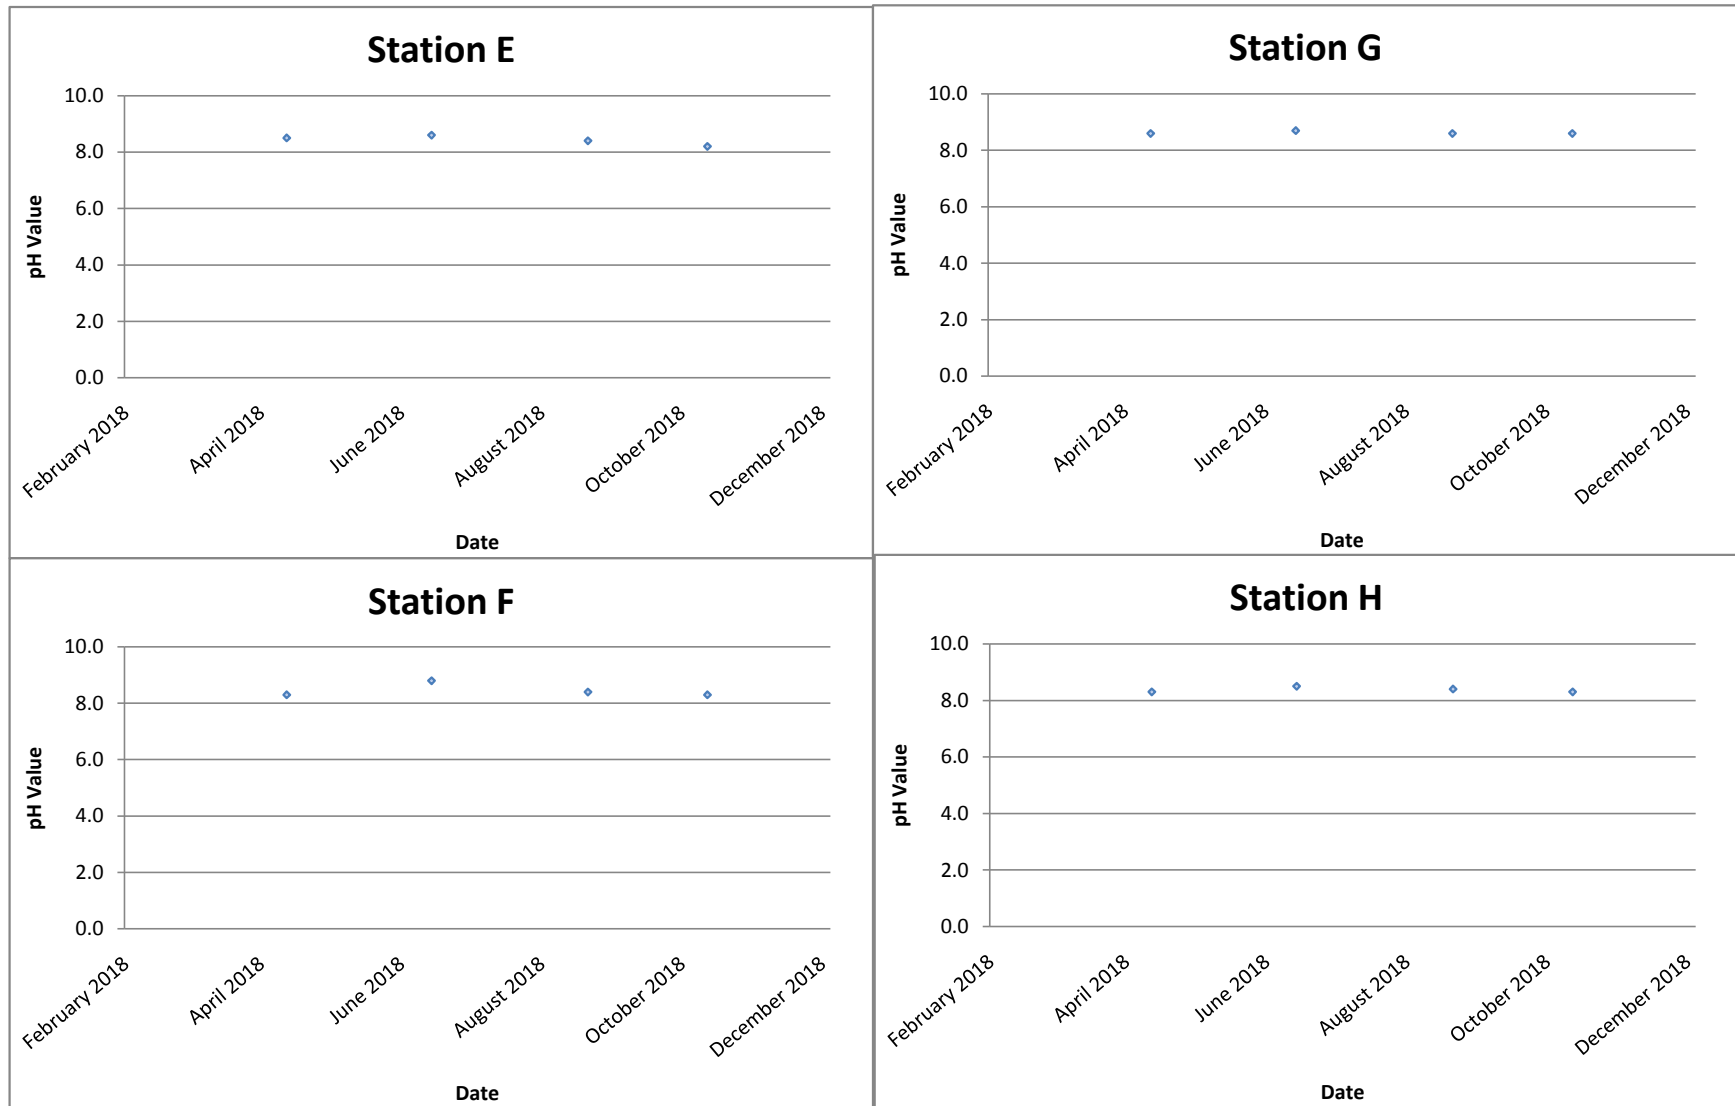 Station E
10.0
8.0
6.0
4.0
2.0
0.0
pH Value
February 2018
April 2018
June 2018
August 2018
October 2018
December 2018
Date
Station G
10.0
8.0
6.0
4.0
2.0
0.0
pH Value
February 2018
April 2018
June 2018
August 2018
October 2018
December 2018
Date
Station F
10.0
8.0
6.0
4.0
2.0
0.0
pH Value
February 2018
April 2018
June 2018
August 2018
October 2018
December 2018
Date
Station H
10.0
8.0
6.0
4.0
2.0
0.0
pH Value
February 2018
April 2018
June 2018
August 2018
October 2018
December 2018
Date